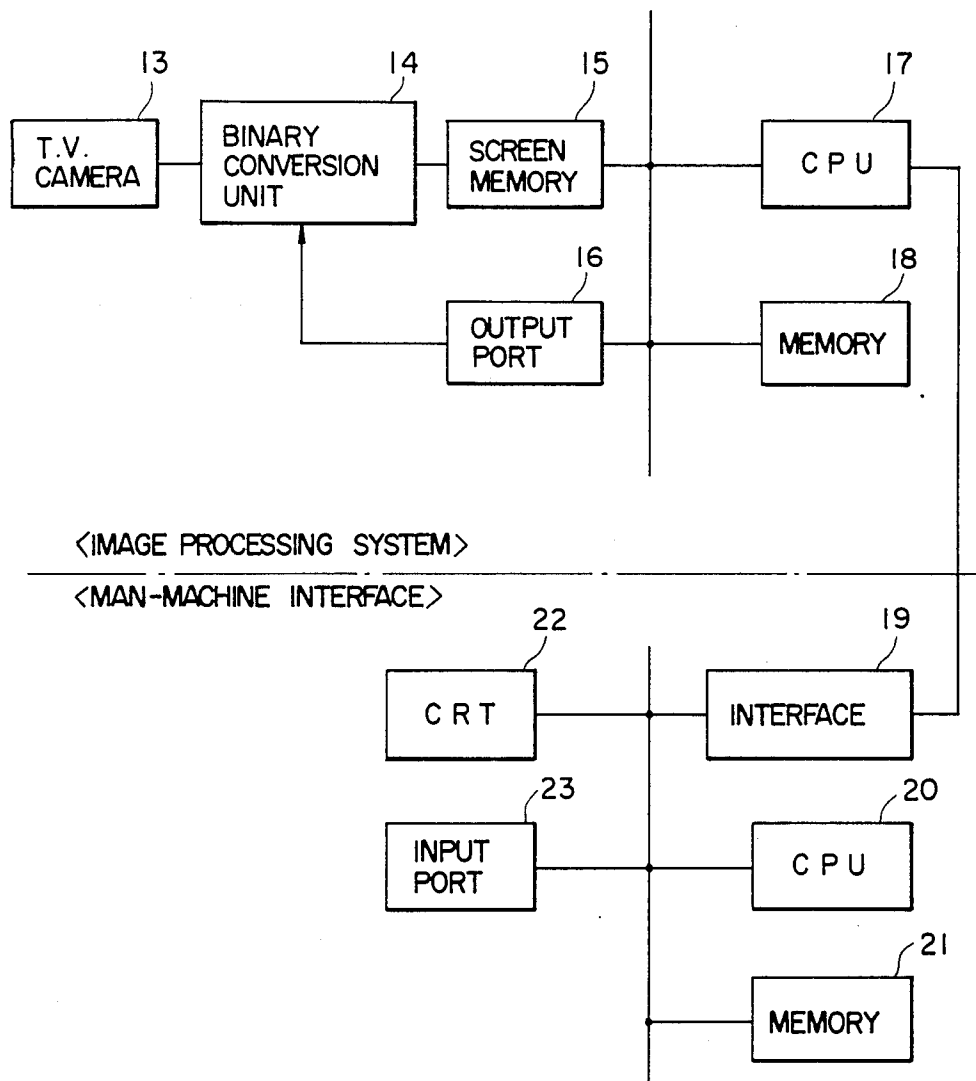 13
14
15
17
T.V.
CAMERA
BINARY
CONVERSION
UNIT
SCREEN
MEMORY
CPU
16
18
OUTPUT
PORT
MEMORY
<IMAGE PROCESSING SYSTEM>
<MAN-MACHINE INTERFACE>
22
19
CRT
INTERFACE
23
20
INPUT
PORT
CPU
21
MEMORY